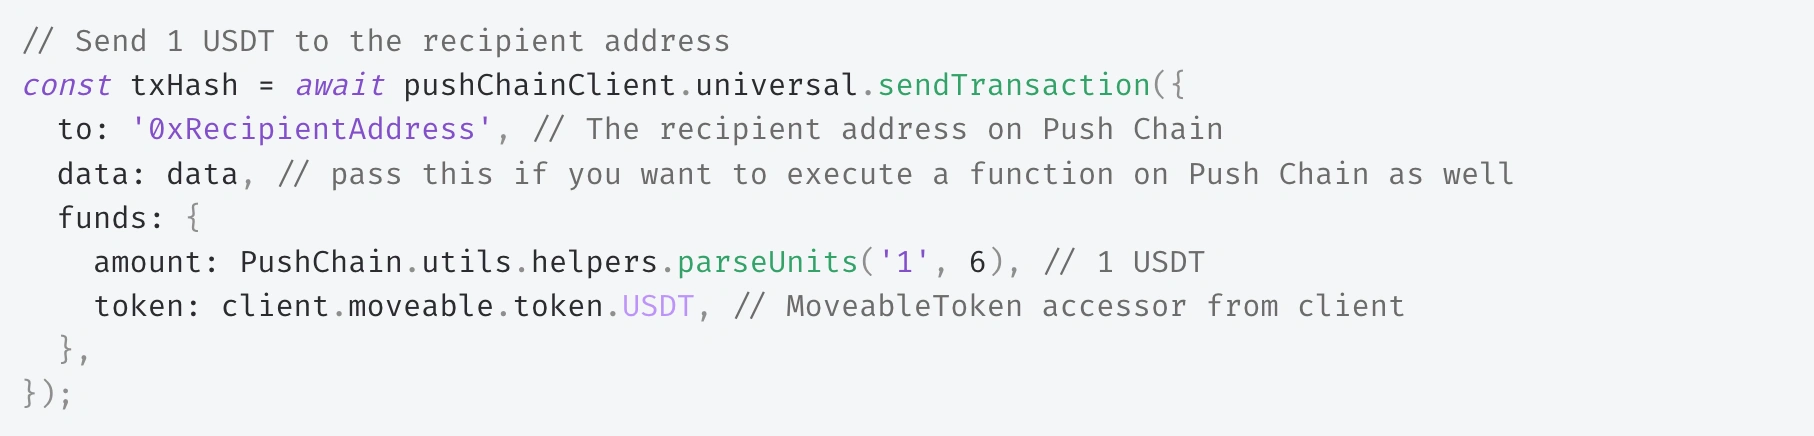 // Send 1 USDT to the recipient address
const txHash = await pushChainClient.universal.sendTransaction({
  to: '0xRecipientAddress', // The recipient address on Push Chain
  data: data, // pass this if you want to execute a function on Push Chain as well
  funds: {
    amount: PushChain.utils.helpers.parseUnits('1', 6), // 1 USDT
    token: client.moveable.token.USDT, // MoveableToken accessor from client
  },
});